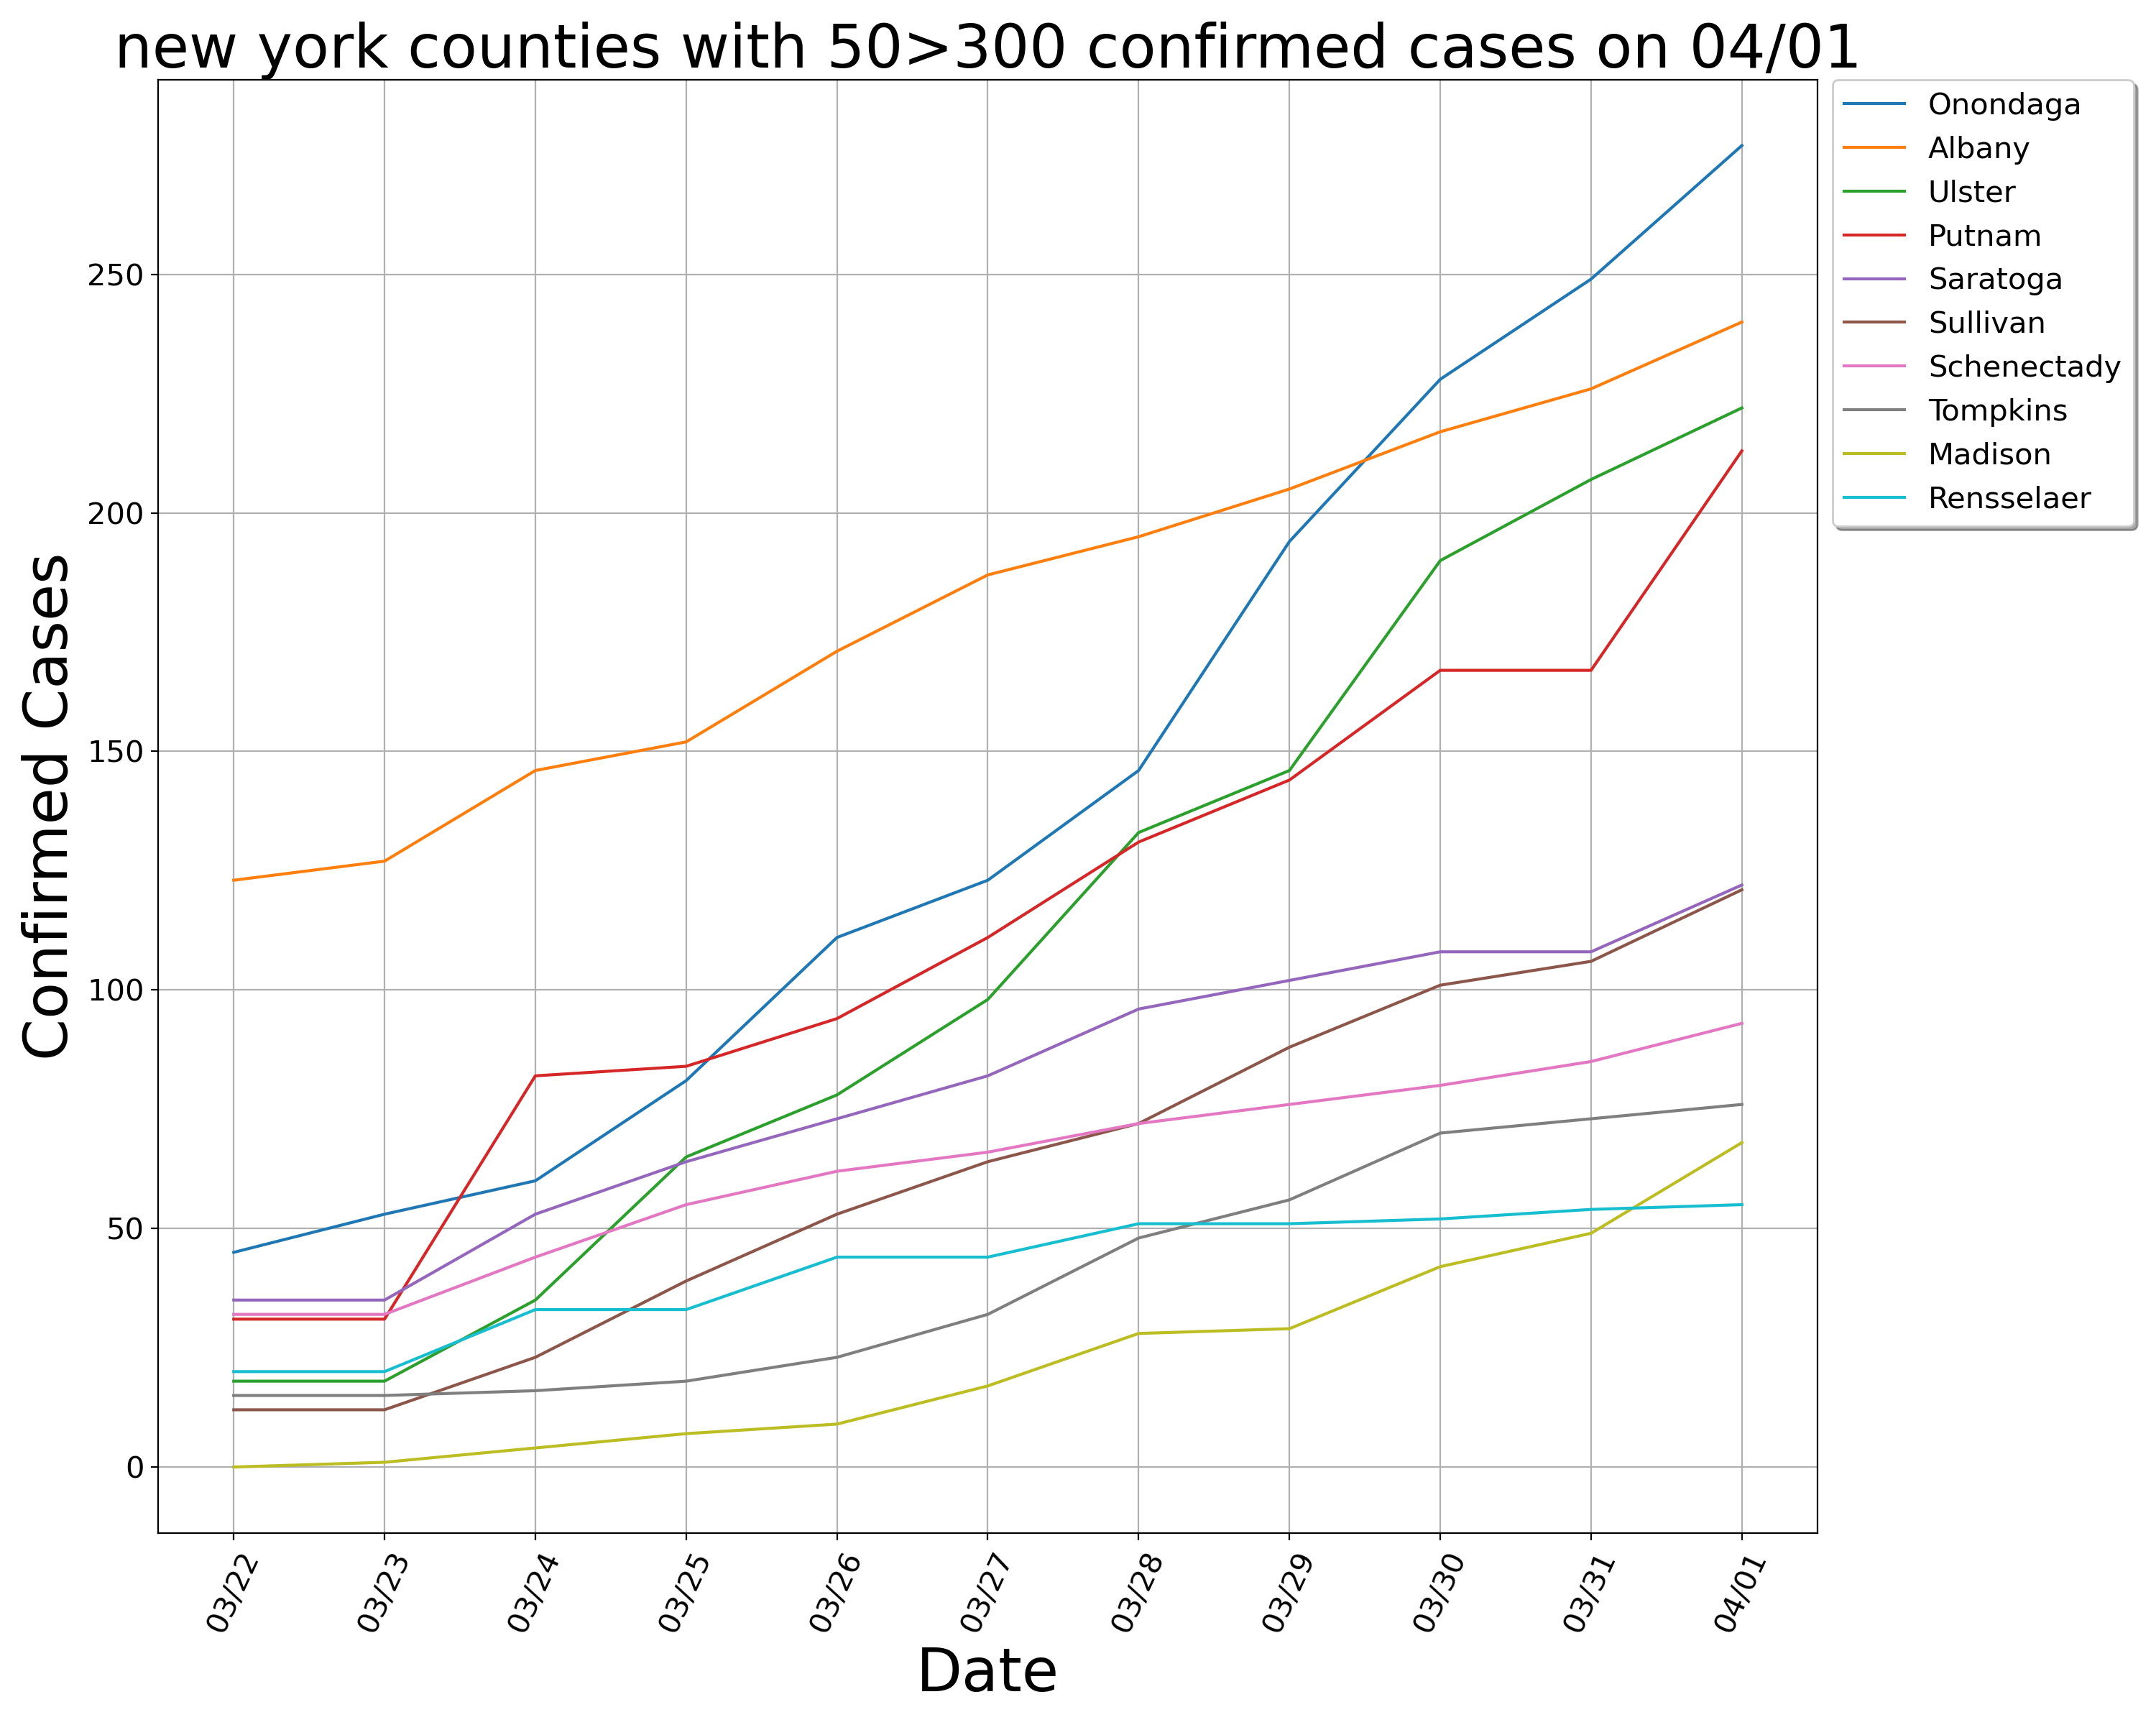 new york counties with 50>300 confirmed cases on 04/01
Onondaga
Albany
Ulster
Putnam
Saratoga
Sullivan
Schenectady
Tompkins
Madison
Rensselaer
Confirmed Cases
250
200
150
100
50
0
03/22
03/23
03/24
03/25
03/26
03/27
03/28
03/29
03/30
03/31
04/01
Date